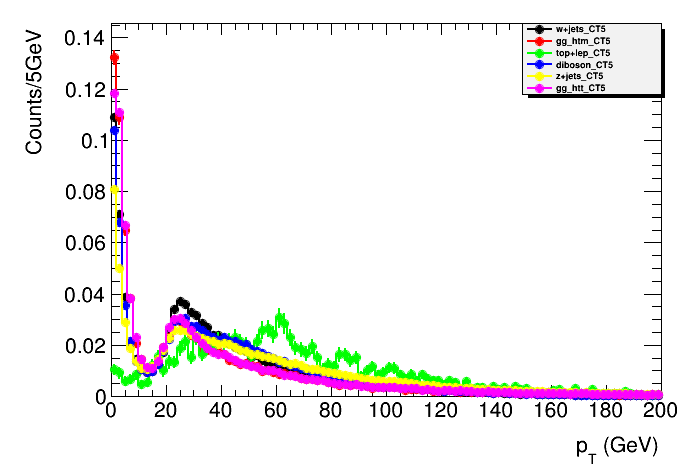 Counts/5GeV
0.14
0.12
0.1
0.08
0.06
0.04
0.02
0
w+jets_CT5
gg_htm_CT5
top+lep_CT5
diboson_CT5
z+jets_CT5
gg_htt_CT5
0 20 40 60 80 100 120 140 160 180 200
p_T (GeV)